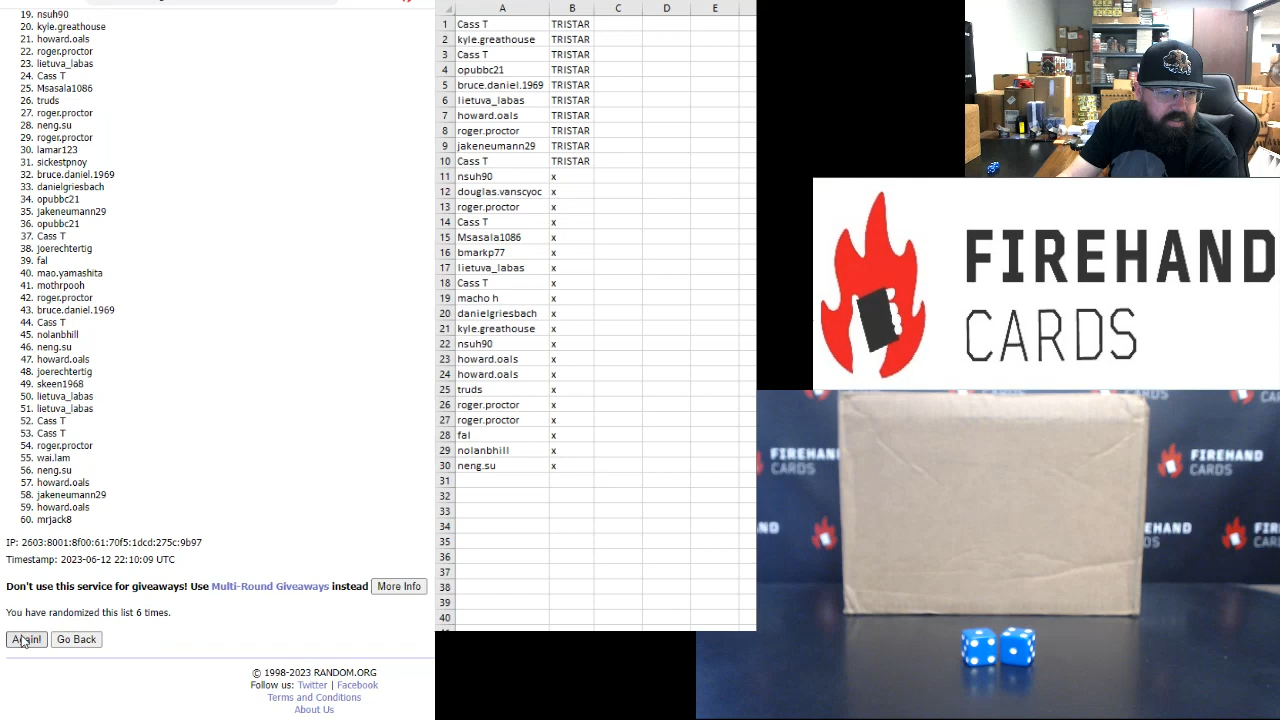 19. nsuh90
20. kyle.greathouse
21. howard.oals
22. roger.proctor
23. lietuva_labas
24. Cass T
25. Msasala1086
26. truds
27. roger.proctor
28. neng.su
29. roger.proctor
30. lamar123
31. sickestpnoy
32. bruce.daniel.1969
33. danielgriesbach
34. opubbc21
35. jakeneumann29
36. opubbc21
37. Cass T
38. joerechtertig
39. fal
40. mao.yamashita
41. mothrpooh
42. roger.proctor
43. bruce.daniel.1969
44. Cass T
45. nolanbhill
46. neng.su
47. howard.oals
48. joerechtertig
49. skeen1968
50. lietuva_labas
51. lietuva_labas
52. Cass T
53. Cass T
54. roger.proctor
55. wai.lam
56. neng.su
57. howard.oals
58. jakeneumann29
59. howard.oals
60. mrjack8
IP: 2603:8081:8f00:61:70f5:1dcd:275c:9b97
Timestamp: 2023-06-12 22:10:09 UTC
Don't use this service for giveaways! Use Multi-Round Giveaways instead More Info
You have randomized this list 6 times.
Again! Go Back
© 1998-2023 RANDOM.ORG
Follow us: Twitter | Facebook
Terms and Conditions
About Us
A B C D E
1 Cass T TRISTAR
2 kyle.greathouse TRISTAR
3 Cass T TRISTAR
4 opubbc21 TRISTAR
5 bruce.daniel.1969 TRISTAR
6 lietuva_labas TRISTAR
7 howard.oals TRISTAR
8 roger.proctor TRISTAR
9 jakeneumann29 TRISTAR
10 Cass T TRISTAR
11 nsuh90 x
12 douglas.vanscyoc x
13 roger.proctor x
14 Cass T x
15 Msasala1086 x
16 bmarkp77 x
17 lietuva_labas x
18 Cass T x
19 macho h x
20 danielgriesbach x
21 kyle.greathouse x
22 nsuh90 x
23 howard.oals x
24 howard.oals x
25 truds x
26 roger.proctor x
27 roger.proctor x
28 fal x
29 nolanbhill x
30 neng.su x
31
32
33
34
35
36
37
38
39
40
FIREHAND
CARDS
FIREHAND
CARDS
FIREHAND
CARDS
HAND